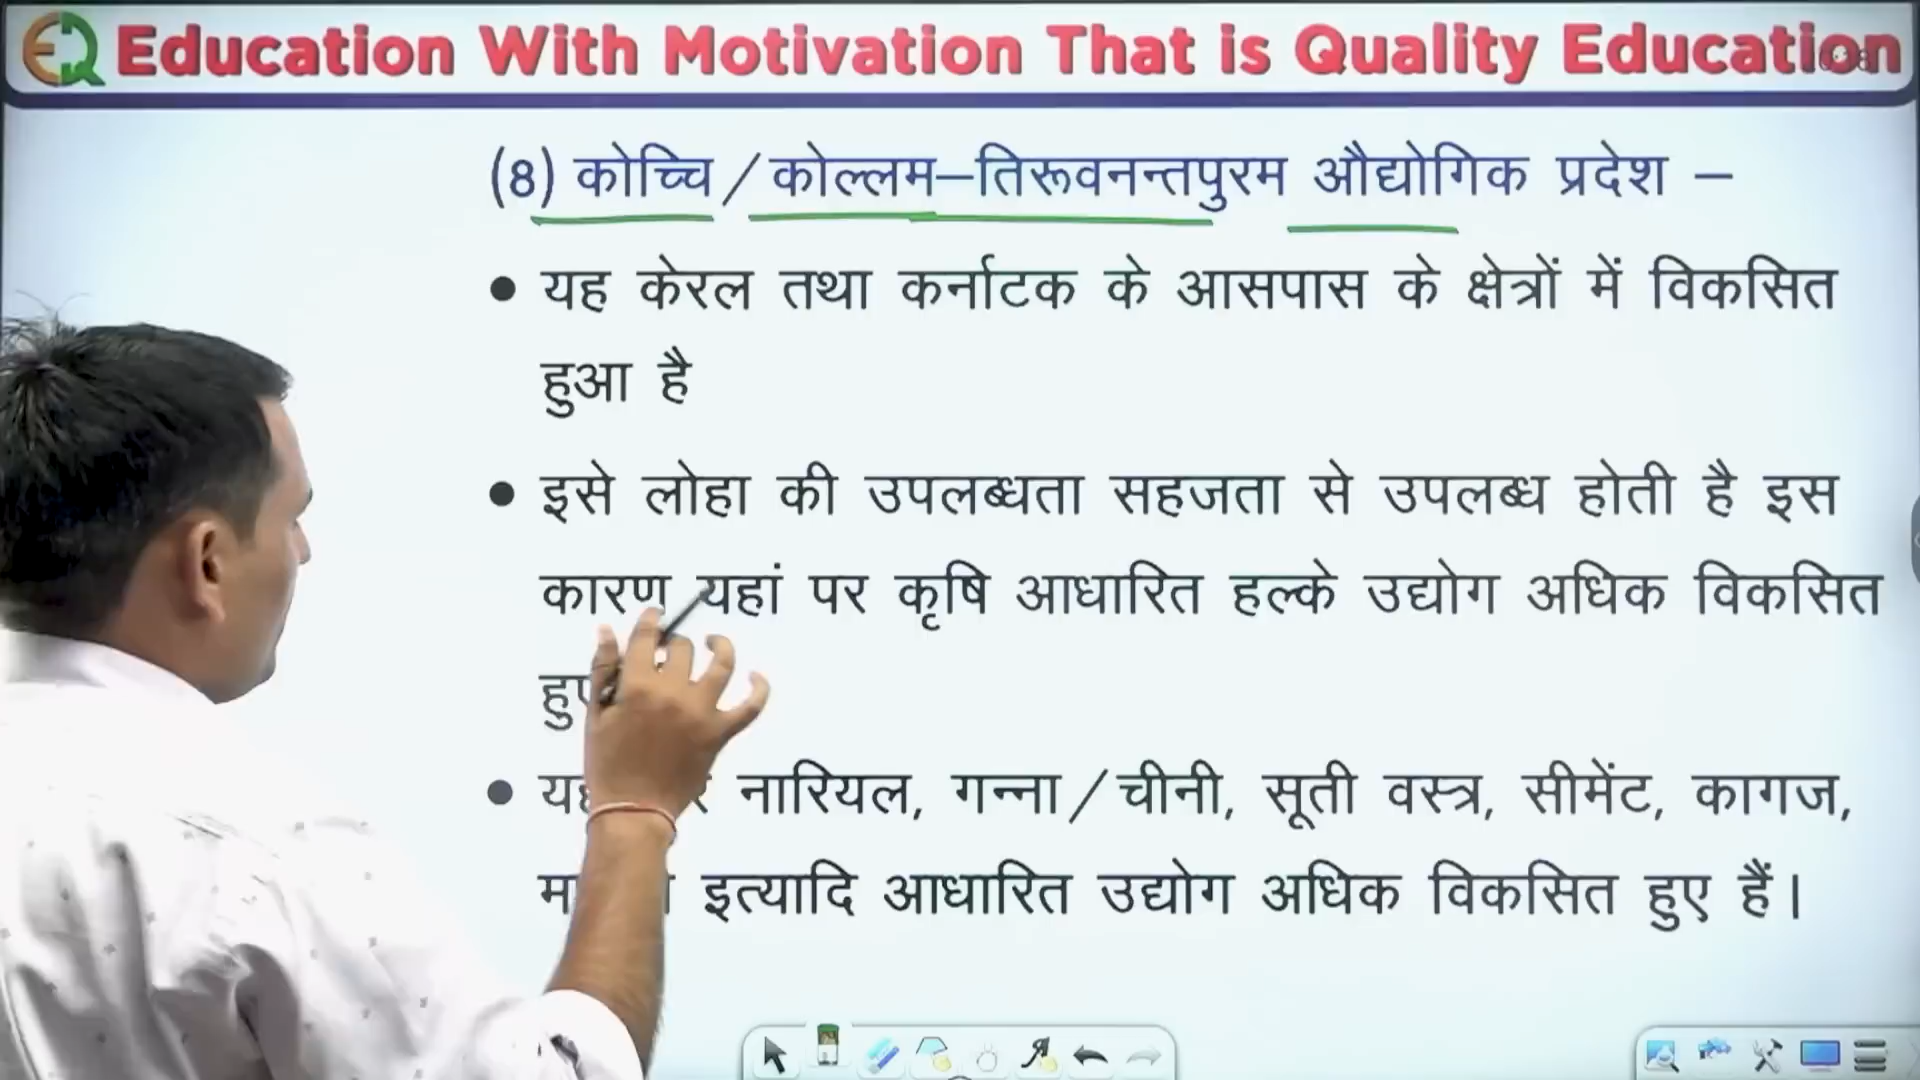 Education With Motivation That is Quality Education
(8) कोच्चि/कोल्लम–तिरूवनन्तपुरम औद्योगिक प्रदेश –
• यह केरल तथा कर्नाटक के आसपास के क्षेत्रों में विकसित
हुआ है
• इसे लोहा की उपलब्धता सहजता से उपलब्ध होती है इस
कारण यहां पर कृषि आधारित हल्के उद्योग अधिक विकसित
• नारियल, गन्ना/चीनी, सूती वस्त्र, सीमेंट, कागज,
इत्यादि आधारित उद्योग अधिक विकसित हुए हैं।